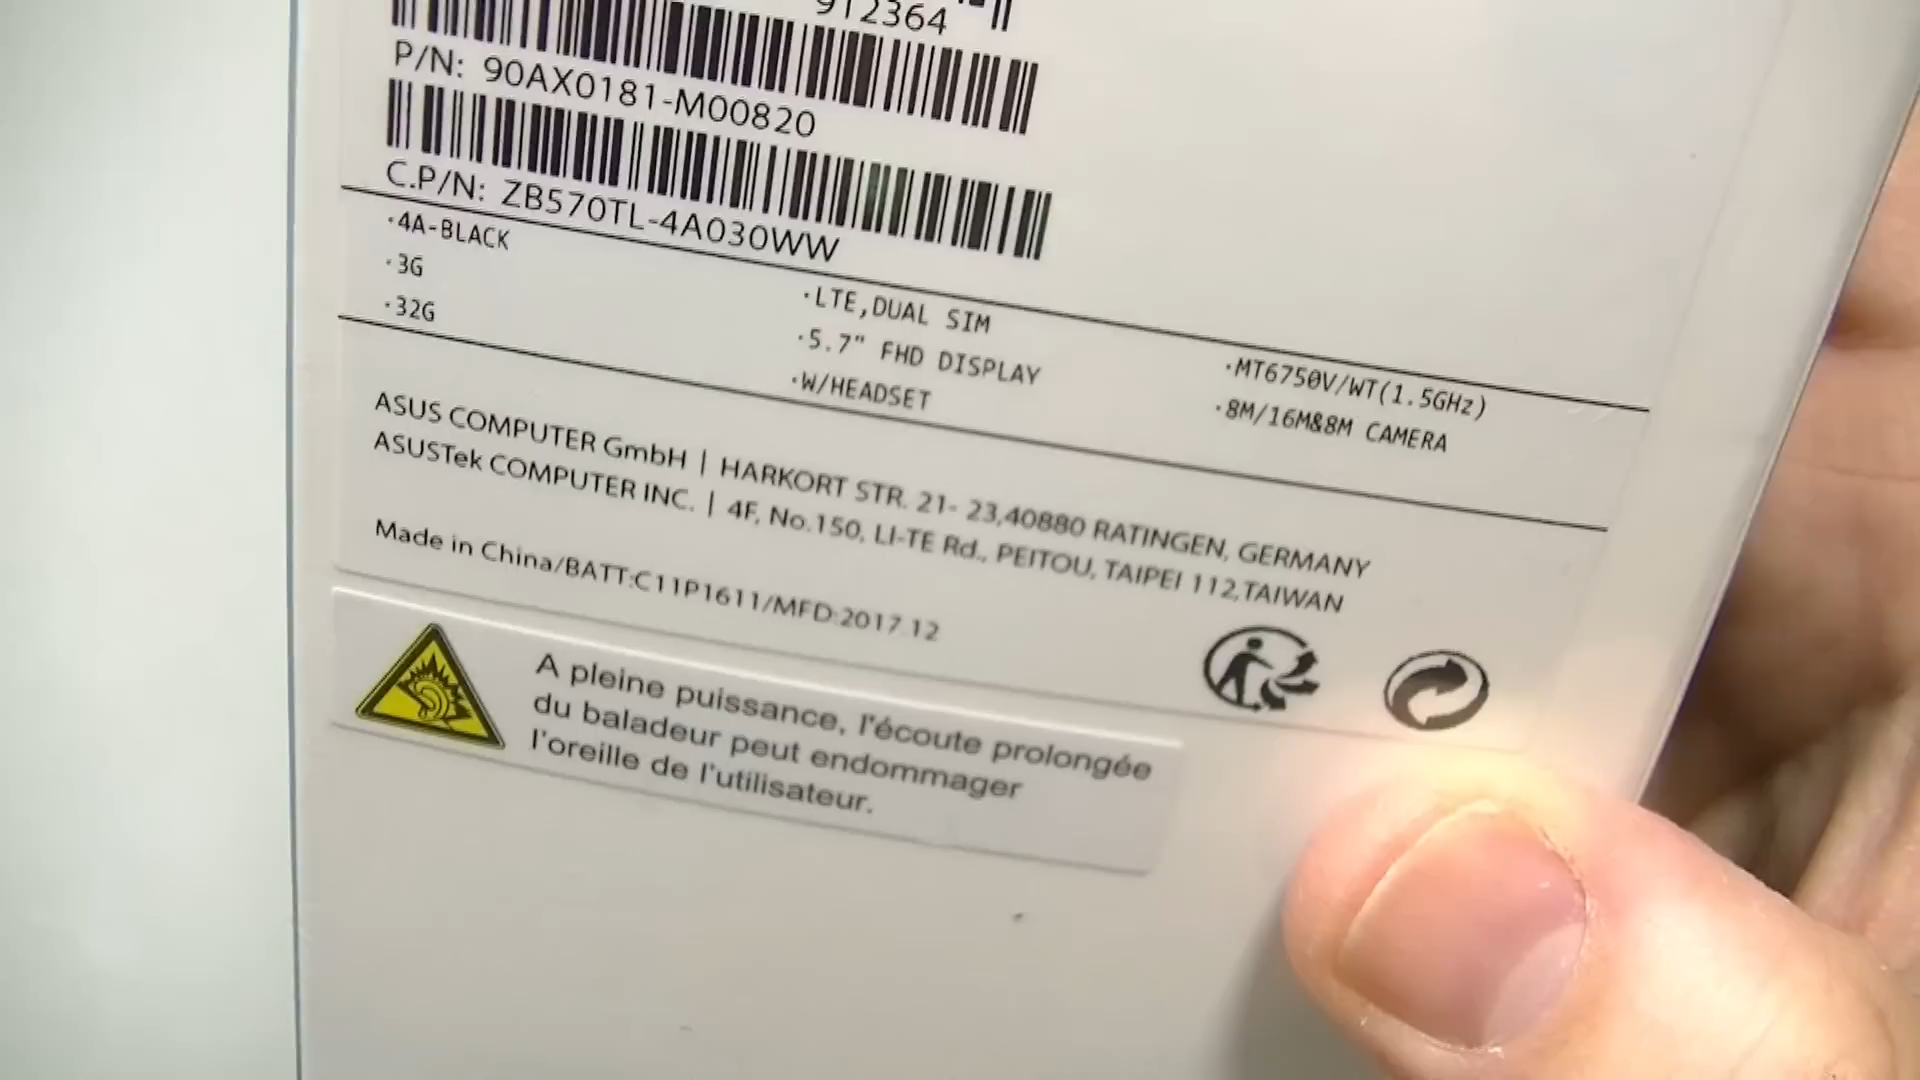 912364
P/N: 90AX0181-M00820
C.P/N: ZB570TL-4A030WW
·4A-BLACK
·3G
·32G
·LTE,DUAL SIM
·5.7" FHD DISPLAY
·W/HEADSET
·MT6750V/WT(1.5GHz)
·8M/16M&8M CAMERA
ASUS COMPUTER GmbH | HARKORT STR. 21- 23,40880 RATINGEN, GERMANY
ASUSTek COMPUTER INC. | 4F, No.150, LI-TE Rd., PEITOU, TAIPEI 112,TAIWAN
Made in China/BATT:C11P1611/MFD:2017.12
A pleine puissance, l'écoute prolongée
du baladeur peut endommager
l'oreille de l'utilisateur.